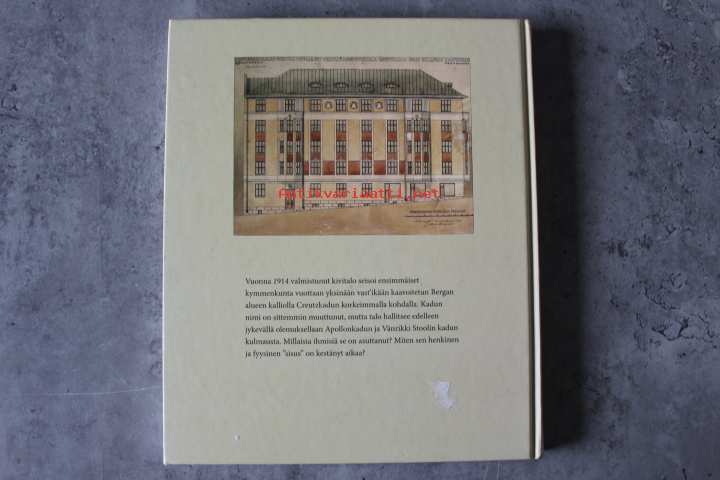 Antikvariaatti.net
Vuonna 1914 valmistunut kivitalo seisoi ensimmäiset
kymmenkunta vuottaan yksinään vast'ikään kaavoitetun Bergan
alueen kalliolla Creutzkadun korkeimmalla kohdalla. Kadun
nimi on sittemmin muuttunut, mutta talo hallitsee edelleen
jykevällä olemuksellaan Apollonkadun ja Vänrikki Stoolin kadun
kulmausta. Millaisia ihmisiä se on asuttanut? Miten sen henkinen
ja fyysinen "sisus" on kestänyt aikaa?